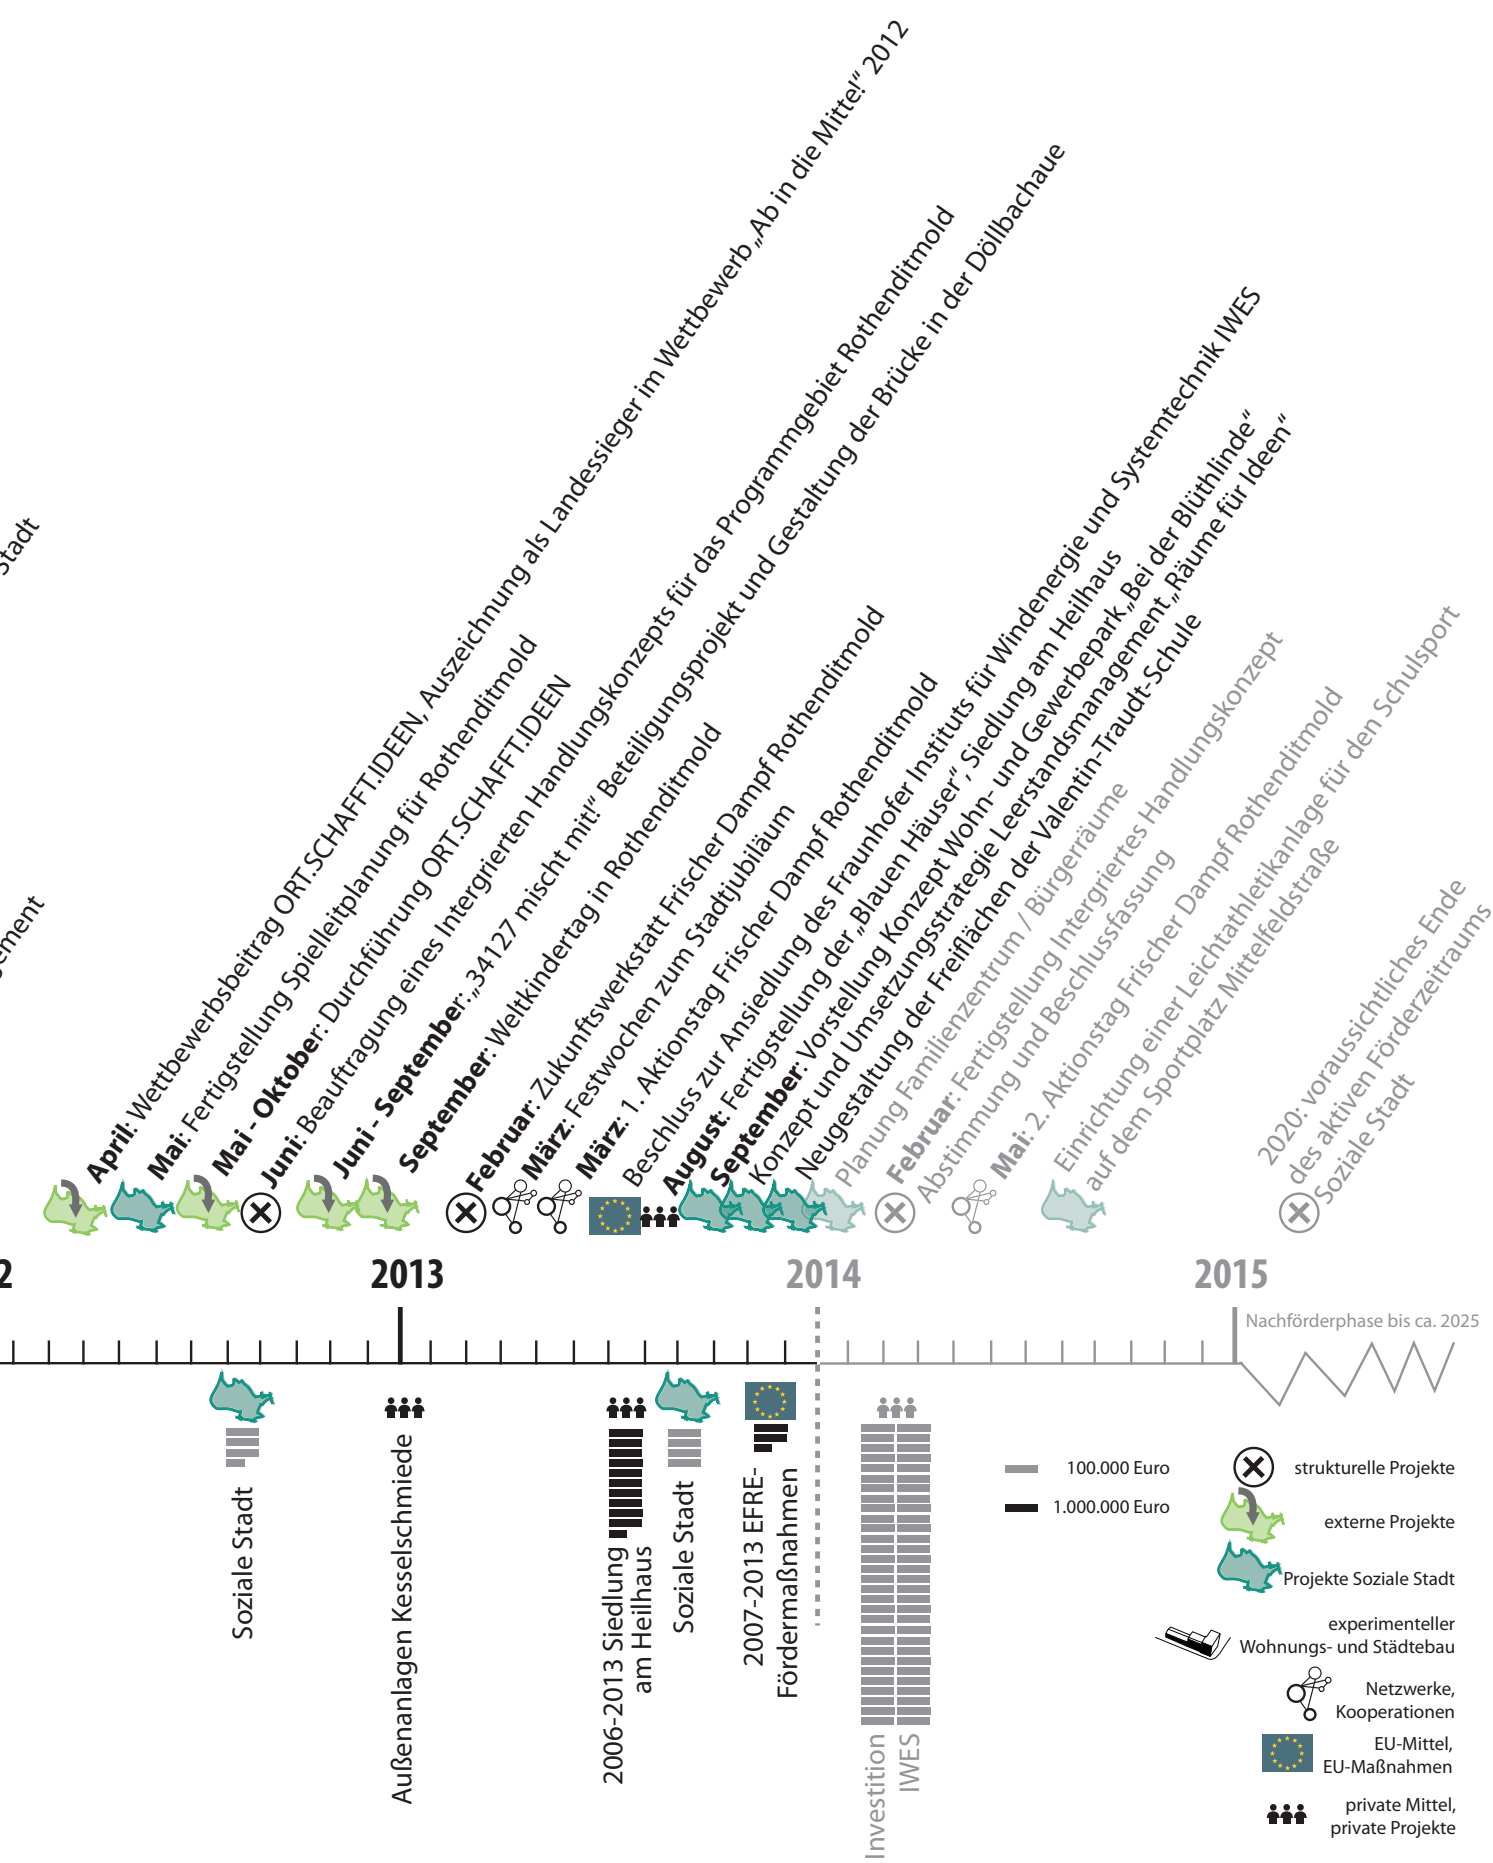 Stadt
gement
April: Wettbewerbsbeitrag ORT.SCHAFFT.IDEEN, Auszeichnung als Landessieger im Wettbewerb „Ab in die Mitte!“ 2012
Mai: Fertigstellung Spielleitplanung für Rothenditmold
Mai - Oktober: Durchführung ORT.SCHAFFT.IDEEN
Juni: Beauftragung eines Intergrierten Handlungskonzepts für das Programmgebiet Rothenditmold
Juni - September: „34127 mischt mit!“ Beteiligungsprojekt und Gestaltung der Brücke in der Döllbachaue
September: Weltkindertag in Rothenditmold
Februar: Zukunftswerkstatt Frischer Dampf Rothenditmold
März: Festwochen zum Stadtjubiläum
März: 1. Aktionstag Frischer Dampf Rothenditmold
Beschluss zur Ansiedlung des Fraunhofer Instituts für Windenergie und Systemtechnik IWES
August: Fertigstellung der „Blauen Häuser“, Siedlung am Heilhaus
September: Vorstellung Konzept Wohn- und Gewerbepark „Bei der Blüthlinde“
Konzept und Umsetzungsstrategie Leerstandsmanagement „Räume für Ideen“
Neugestaltung der Freiflächen der Valentin-Traudt-Schule
Planung Familienzentrum / Bürgerräume
Februar: Fertigstellung Intergriertes Handlungskonzept
Abstimmung und Beschlussfassung
Mai: 2. Aktionstag Frischer Dampf Rothenditmold
Einrichtung einer Leichtathletikanlage für den Schulsport
auf dem Sportplatz Mittelfeldstraße
2020: voraussichtliches Ende
des aktiven Förderzeitraums
Soziale Stadt
2
2013
2014
2015
Nachförderphase bis ca. 2025
Soziale Stadt
Außenanlagen Kesselschmiede
2006-2013 Siedlung
am Heilhaus
Soziale Stadt
2007-2013 EFRE-
Fördermaßnahmen
Investition
IWES
100.000 Euro
1.000.000 Euro
strukturelle Projekte
externe Projekte
Projekte Soziale Stadt
experimenteller
Wohnungs- und Städtebau
Netzwerke,
Kooperationen
EU-Mittel,
EU-Maßnahmen
private Mittel,
private Projekte